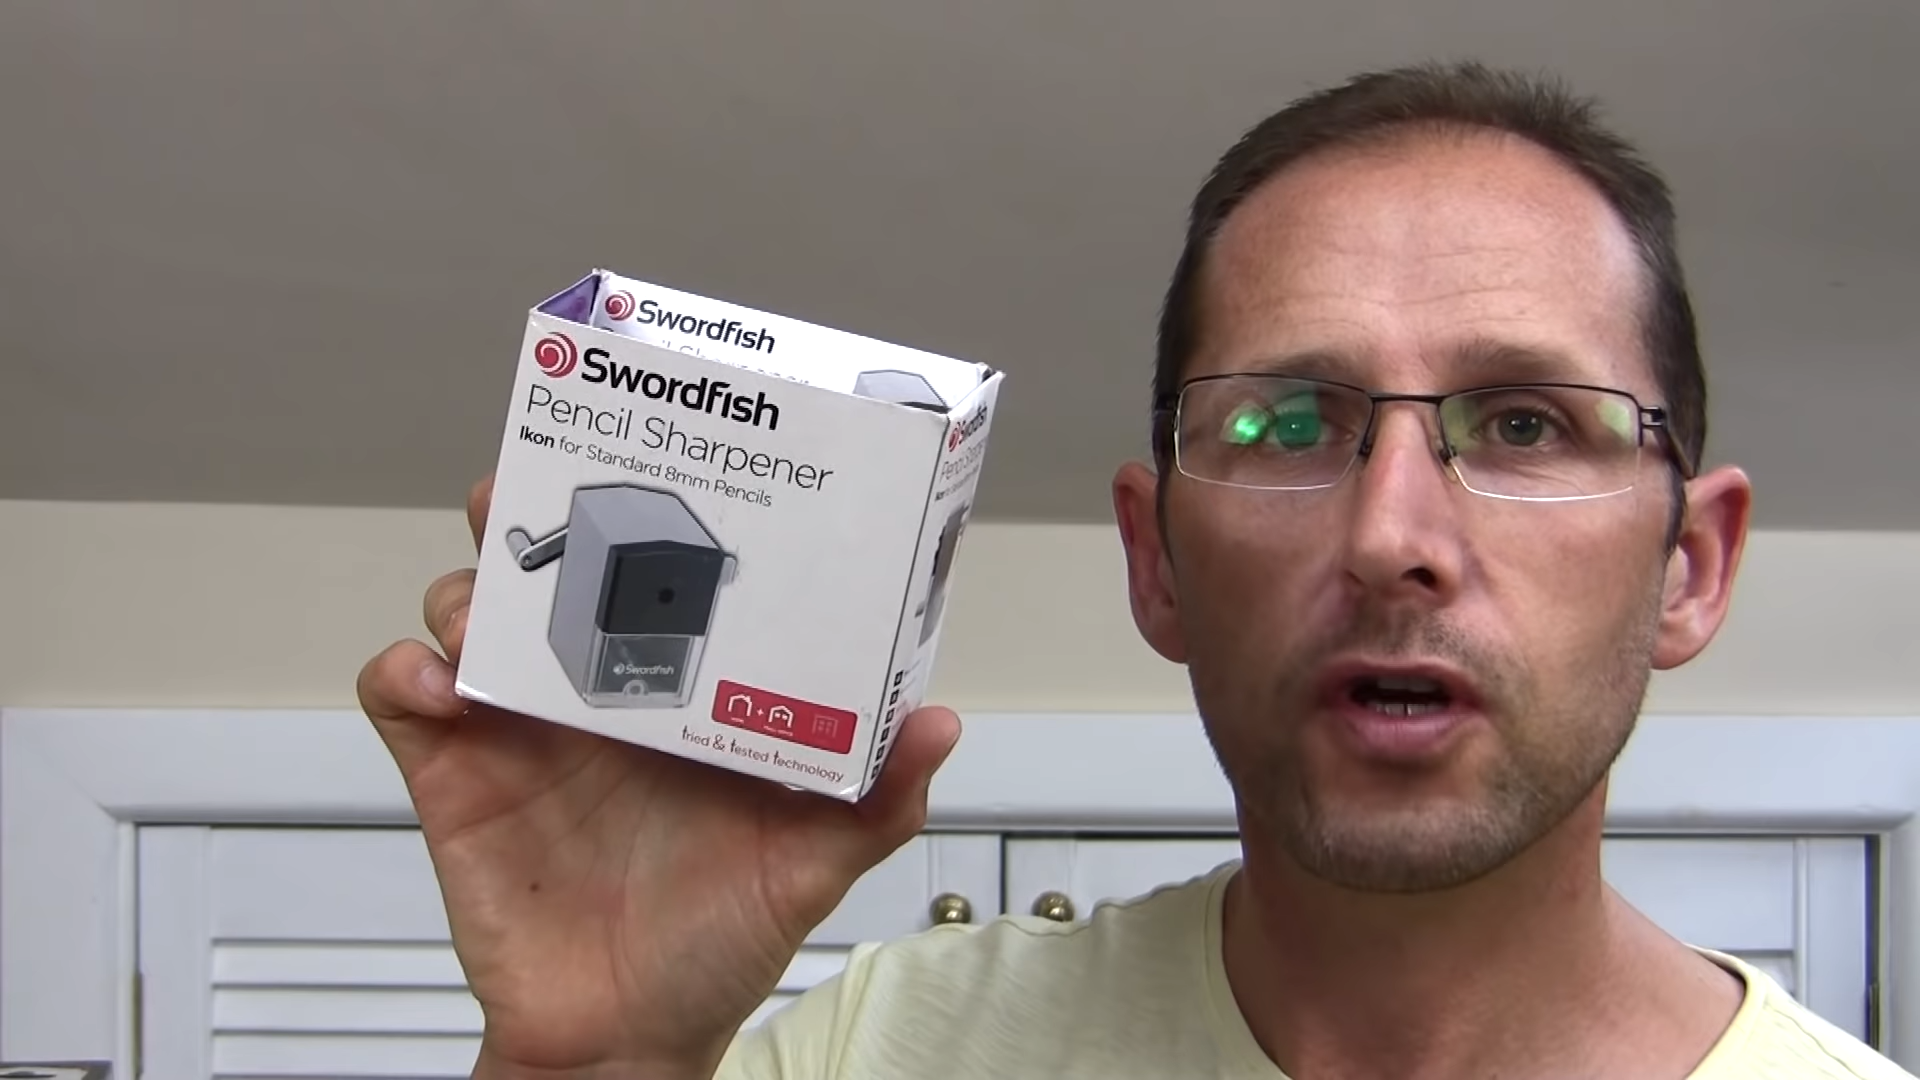 Swordfish
Swordfish
Pencil Sharpener
Ikon for Standard 8mm Pencils
Swordfish
tried & tested technology
Swordfish